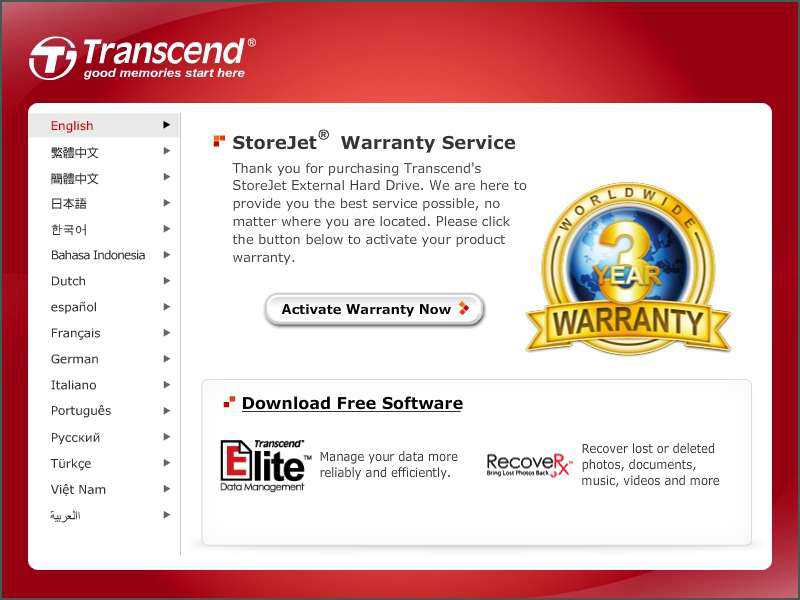 Transcend®
good memories start here
English
繁體中文
簡體中文
日本語
한국어
Bahasa Indonesia
Dutch
español
Français
German
Italiano
Português
Русский
Türkçe
Việt Nam
العربية
StoreJet® Warranty Service
Thank you for purchasing Transcend's
StoreJet External Hard Drive. We are here to
provide you the best service possible, no
matter where you are located. Please click
the button below to activate your product
warranty.
Activate Warranty Now
WORLDWIDE
3
YEAR
WARRANTY
Download Free Software
Transcend®
Elite™
Data Management
Manage your data more
reliably and efficiently.
RecoveRx™
Bring Lost Photos Back
Recover lost or deleted
photos, documents,
music, videos and more